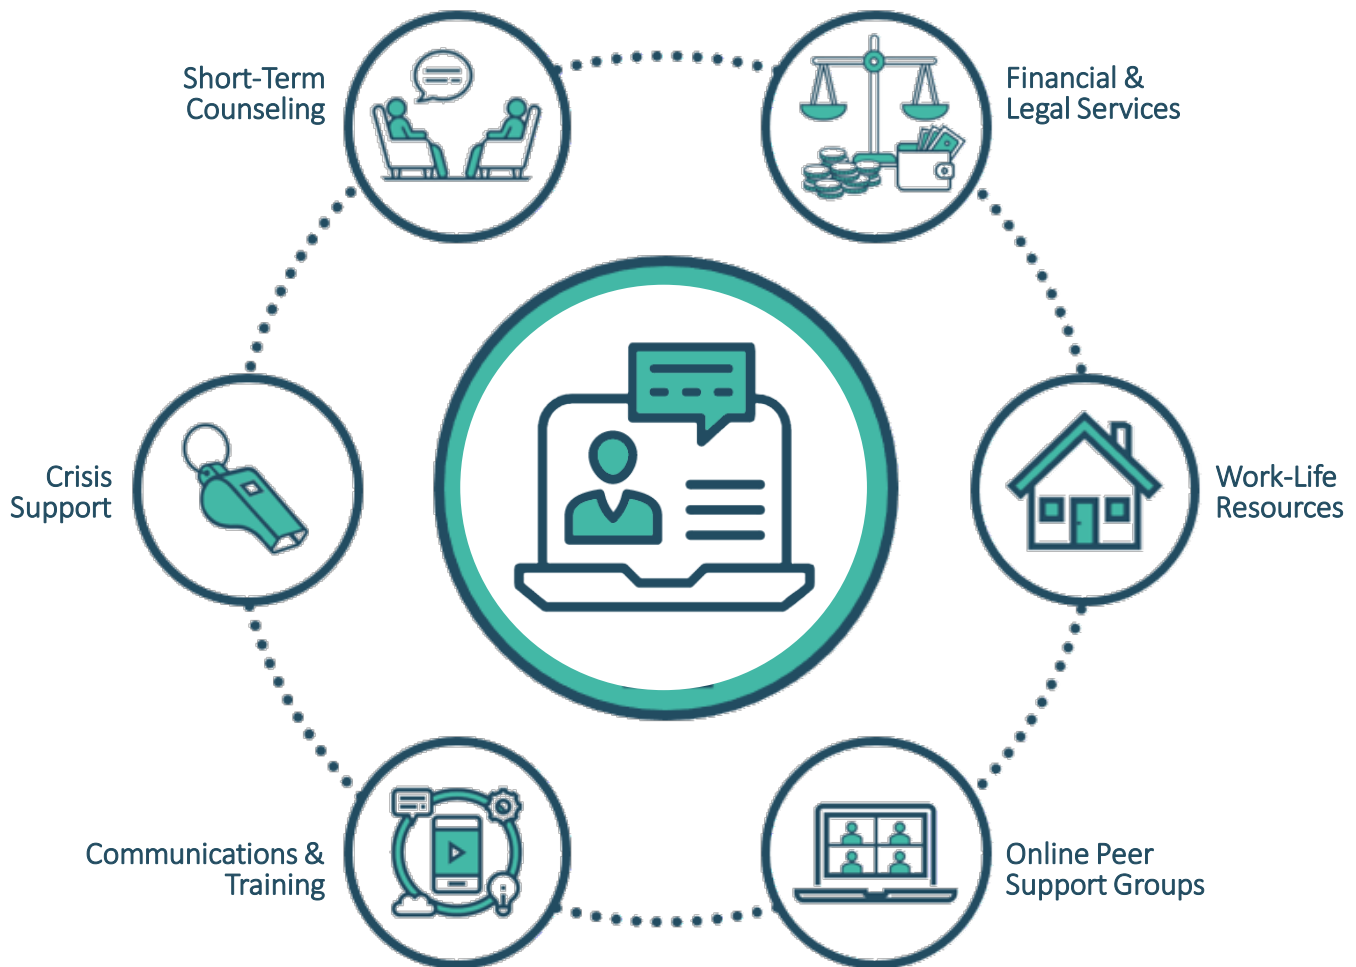 Short-Term
Counseling
Financial &
Legal Services
Crisis
Support
Work-Life
Resources
Communications &
Training
Online Peer
Support Groups